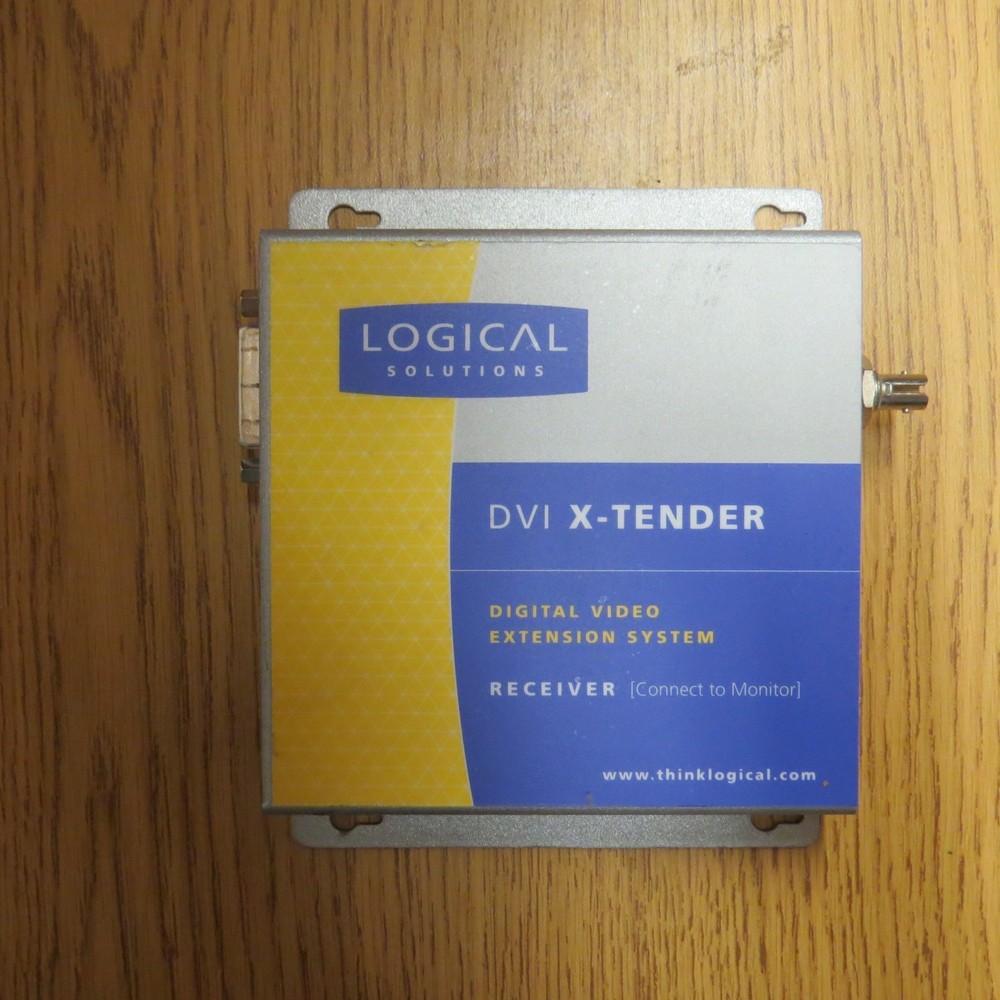 LOGICAL
SOLUTIONS
DVI X-TENDER
DIGITAL VIDEO
EXTENSION SYSTEM
RECEIVER [Connect to Monitor]
www.thinklogical.com